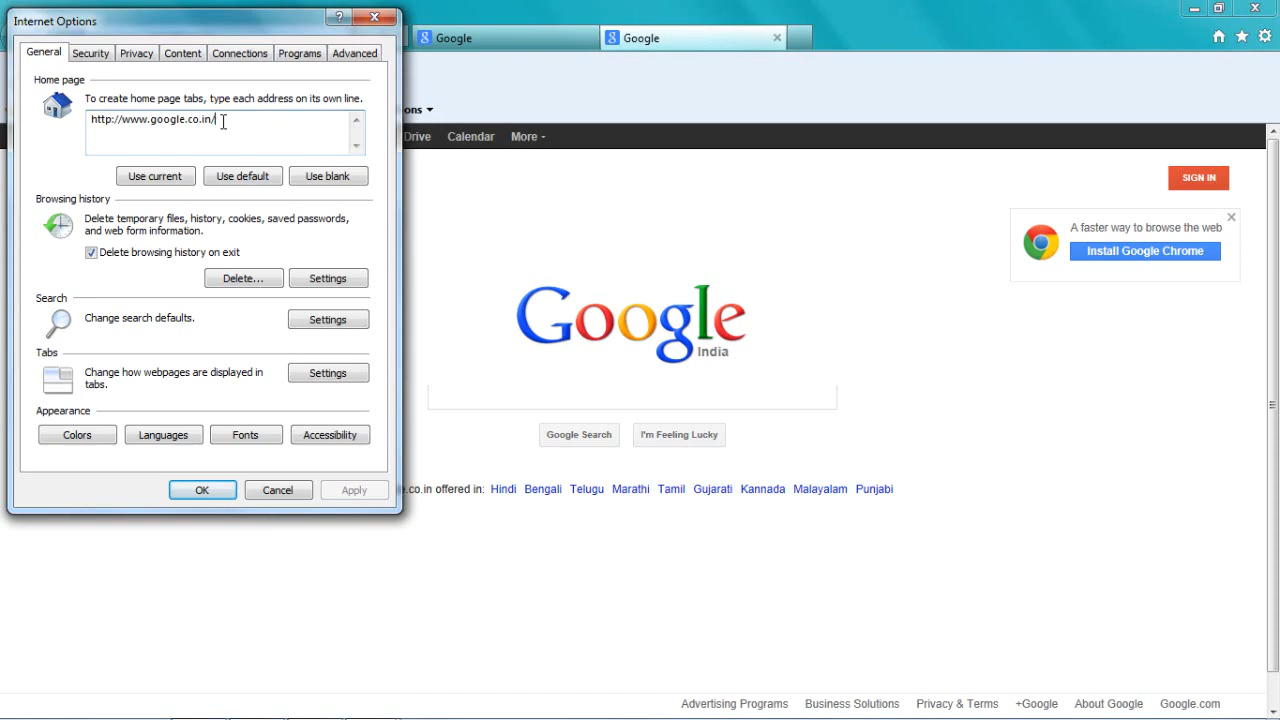 Internet Options
General Security Privacy Content Connections Programs Advanced
Home page
To create home page tabs, type each address on its own line.
http://www.google.co.in/
Use current Use default Use blank
Browsing history
Delete temporary files, history, cookies, saved passwords,
and web form information.
Delete browsing history on exit
Delete... Settings
Search
Change search defaults. Settings
Tabs
Change how webpages are displayed in
tabs.
Settings
Appearance
Colors Languages Fonts Accessibility
OK Cancel Apply
Google Google
ons
Drive Calendar More
SIGN IN
A faster way to browse the web
Install Google Chrome
Google
India
Google Search I'm Feeling Lucky
e.co.in offered in: Hindi Bengali Telugu Marathi Tamil Gujarati Kannada Malayalam Punjabi
Advertising Programs Business Solutions Privacy & Terms +Google About Google Google.com